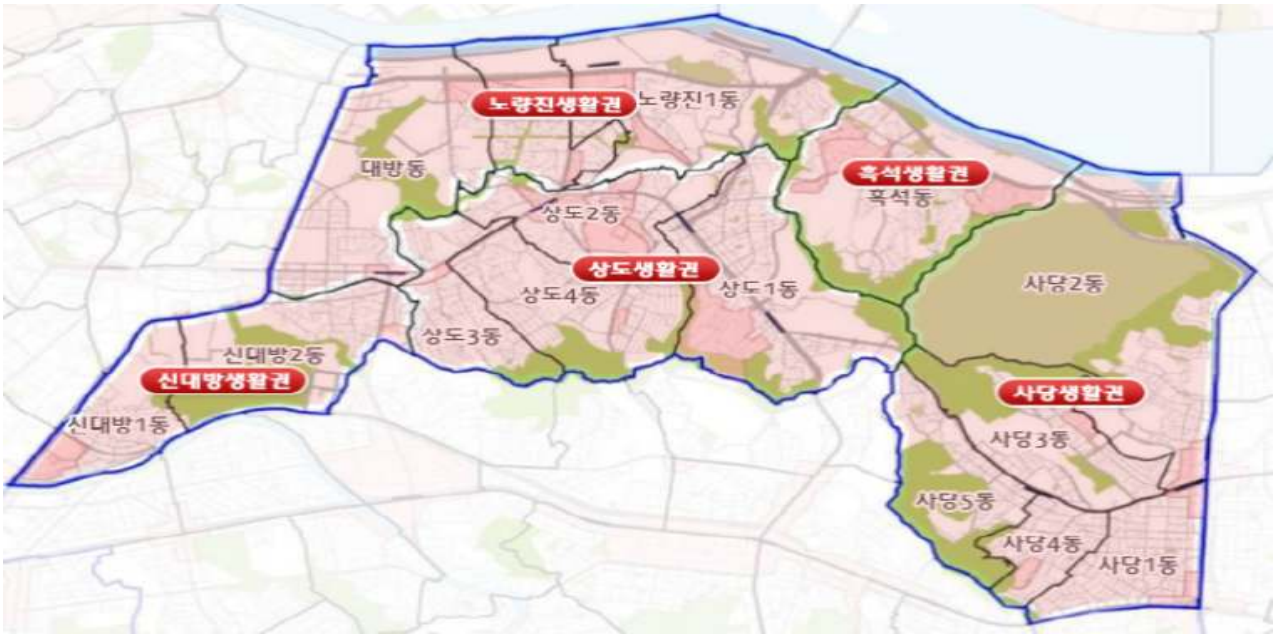 노량진생활권
노량진1동
대방동
흑석생활권
흑석동
상도2동
상도생활권
상도4동
상도1동
사당2동
상도3동
신대방2동
신대방생활권
신대방1동
사당생활권
사당3동
사당5동
사당4동
사당1동